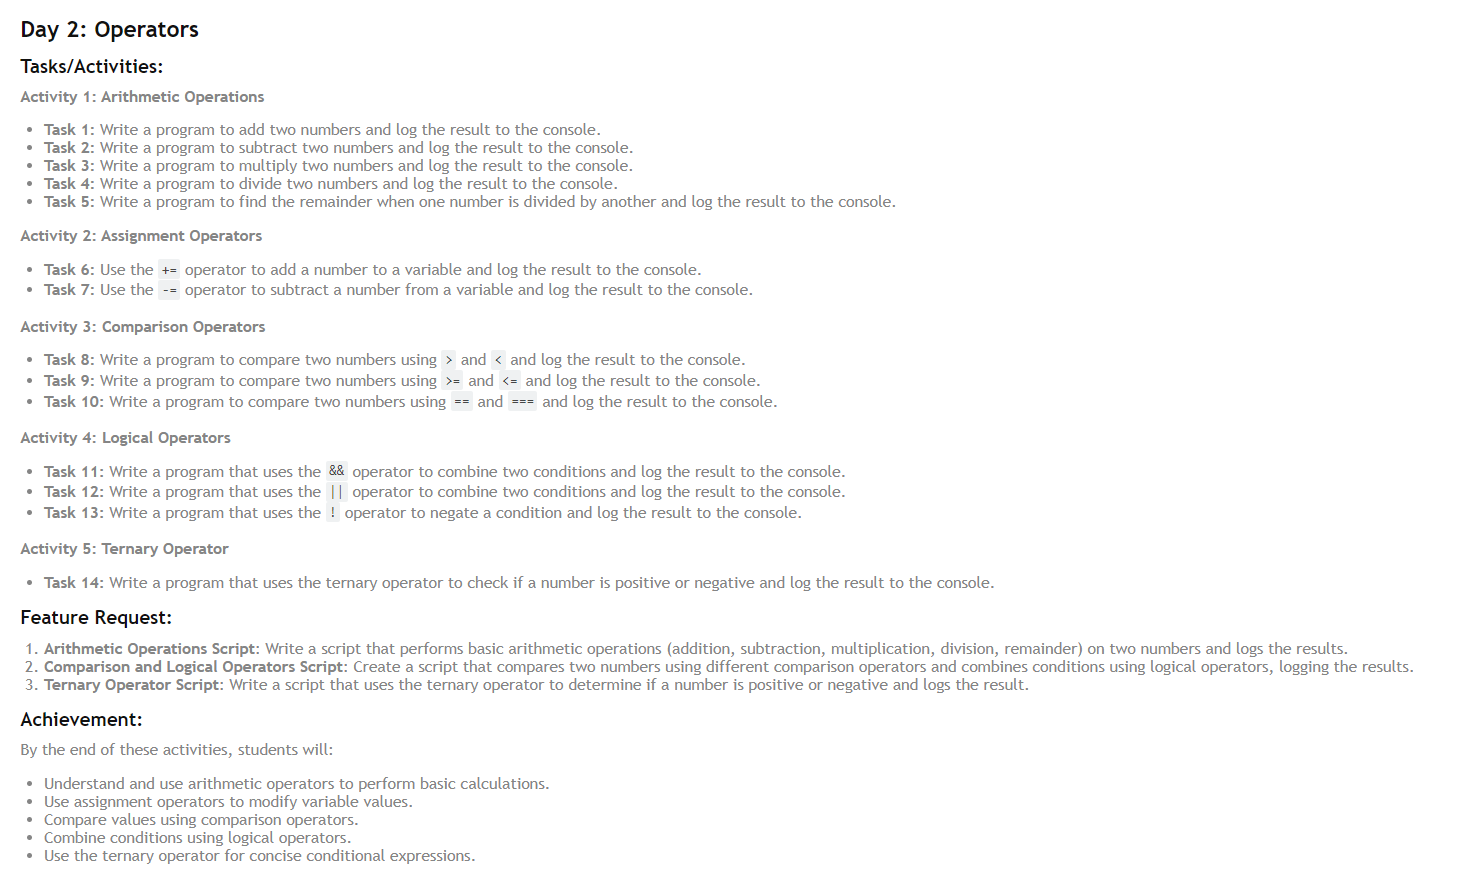 Day 2: Operators
Tasks/Activities:
Activity 1: Arithmetic Operations
• Task 1: Write a program to add two numbers and log the result to the console.
• Task 2: Write a program to subtract two numbers and log the result to the console.
• Task 3: Write a program to multiply two numbers and log the result to the console.
• Task 4: Write a program to divide two numbers and log the result to the console.
• Task 5: Write a program to find the remainder when one number is divided by another and log the result to the console.
Activity 2: Assignment Operators
• Task 6: Use the += operator to add a number to a variable and log the result to the console.
• Task 7: Use the -= operator to subtract a number from a variable and log the result to the console.
Activity 3: Comparison Operators
• Task 8: Write a program to compare two numbers using > and < and log the result to the console.
• Task 9: Write a program to compare two numbers using >= and <= and log the result to the console.
• Task 10: Write a program to compare two numbers using == and === and log the result to the console.
Activity 4: Logical Operators
• Task 11: Write a program that uses the && operator to combine two conditions and log the result to the console.
• Task 12: Write a program that uses the || operator to combine two conditions and log the result to the console.
• Task 13: Write a program that uses the ! operator to negate a condition and log the result to the console.
Activity 5: Ternary Operator
• Task 14: Write a program that uses the ternary operator to check if a number is positive or negative and log the result to the console.
Feature Request:
1. Arithmetic Operations Script: Write a script that performs basic arithmetic operations (addition, subtraction, multiplication, division, remainder) on two numbers and logs the results.
2. Comparison and Logical Operators Script: Create a script that compares two numbers using different comparison operators and combines conditions using logical operators, logging the results.
3. Ternary Operator Script: Write a script that uses the ternary operator to determine if a number is positive or negative and logs the result.
Achievement:
By the end of these activities, students will:
• Understand and use arithmetic operators to perform basic calculations.
• Use assignment operators to modify variable values.
• Compare values using comparison operators.
• Combine conditions using logical operators.
• Use the ternary operator for concise conditional expressions.